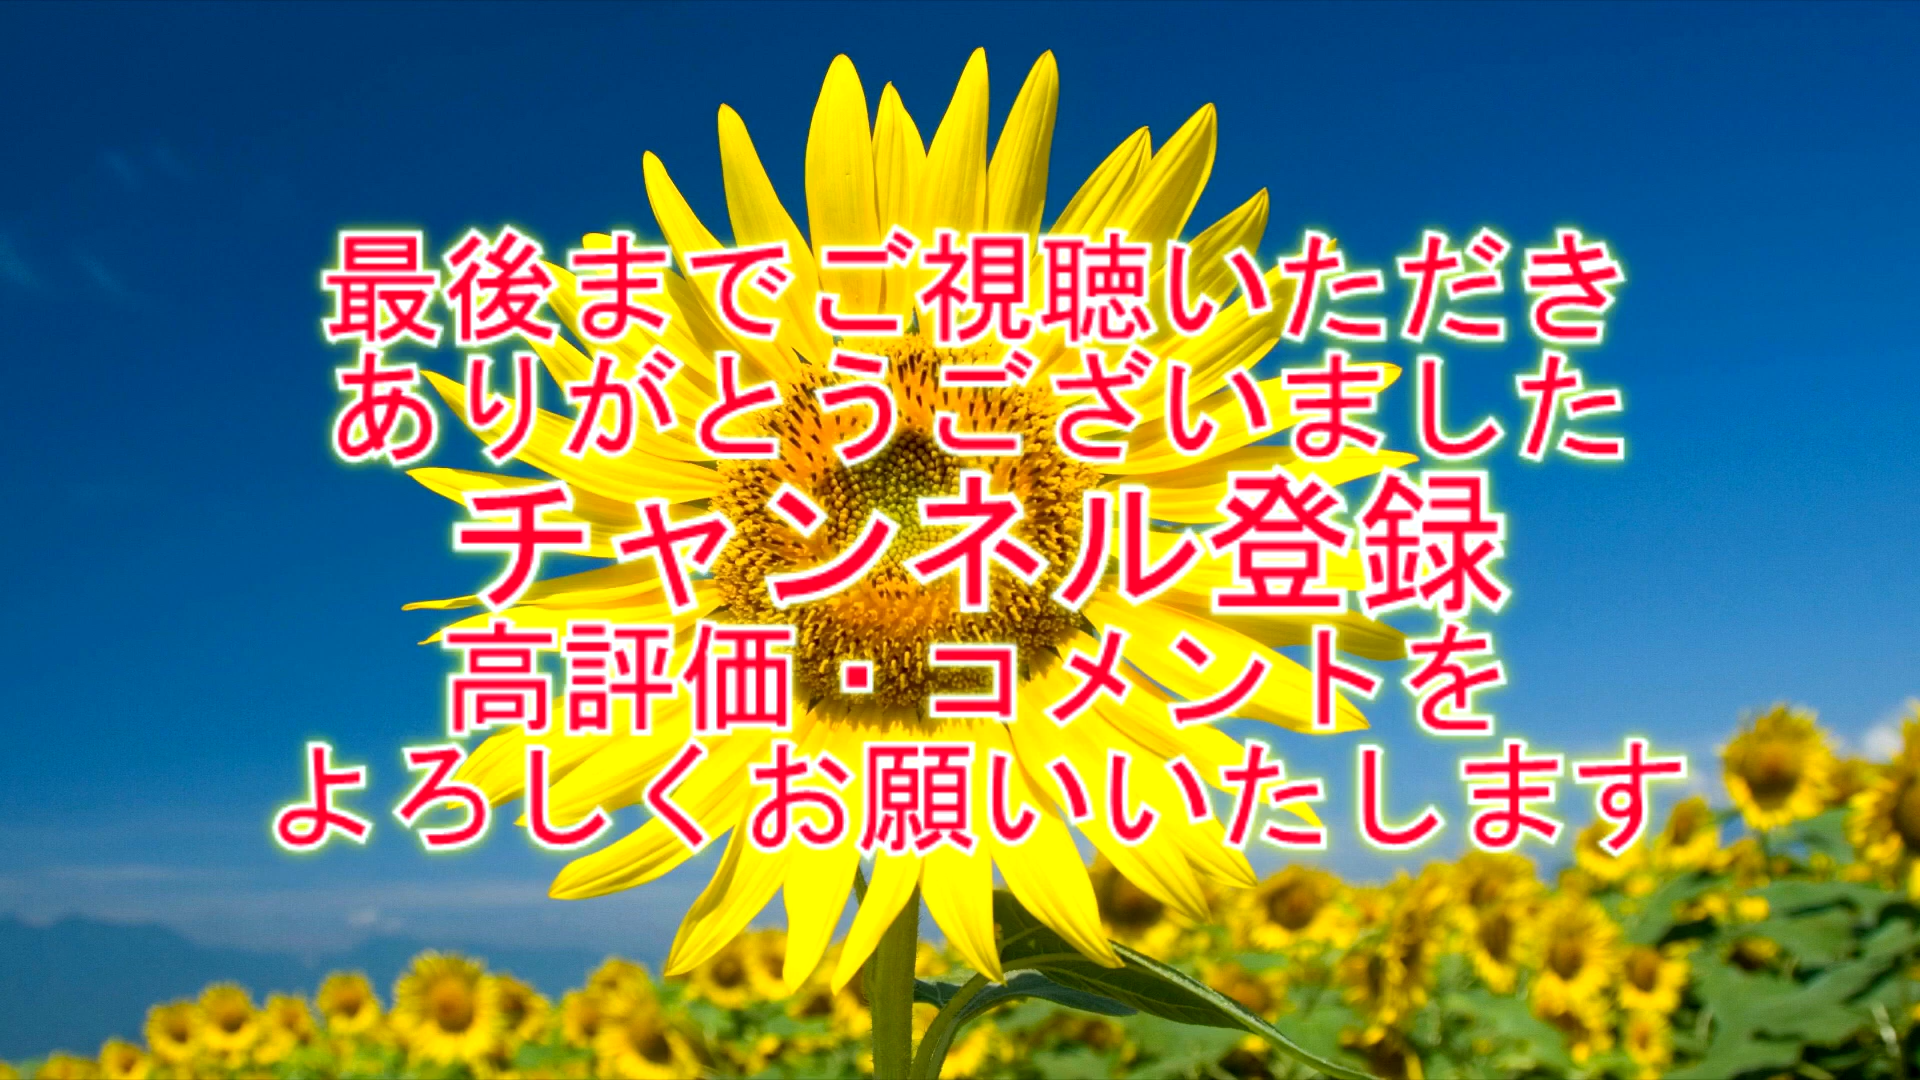 最後までご視聴いただき
ありがとうございました
チャンネル登録
高評価・コメントを
よろしくお願いいたします